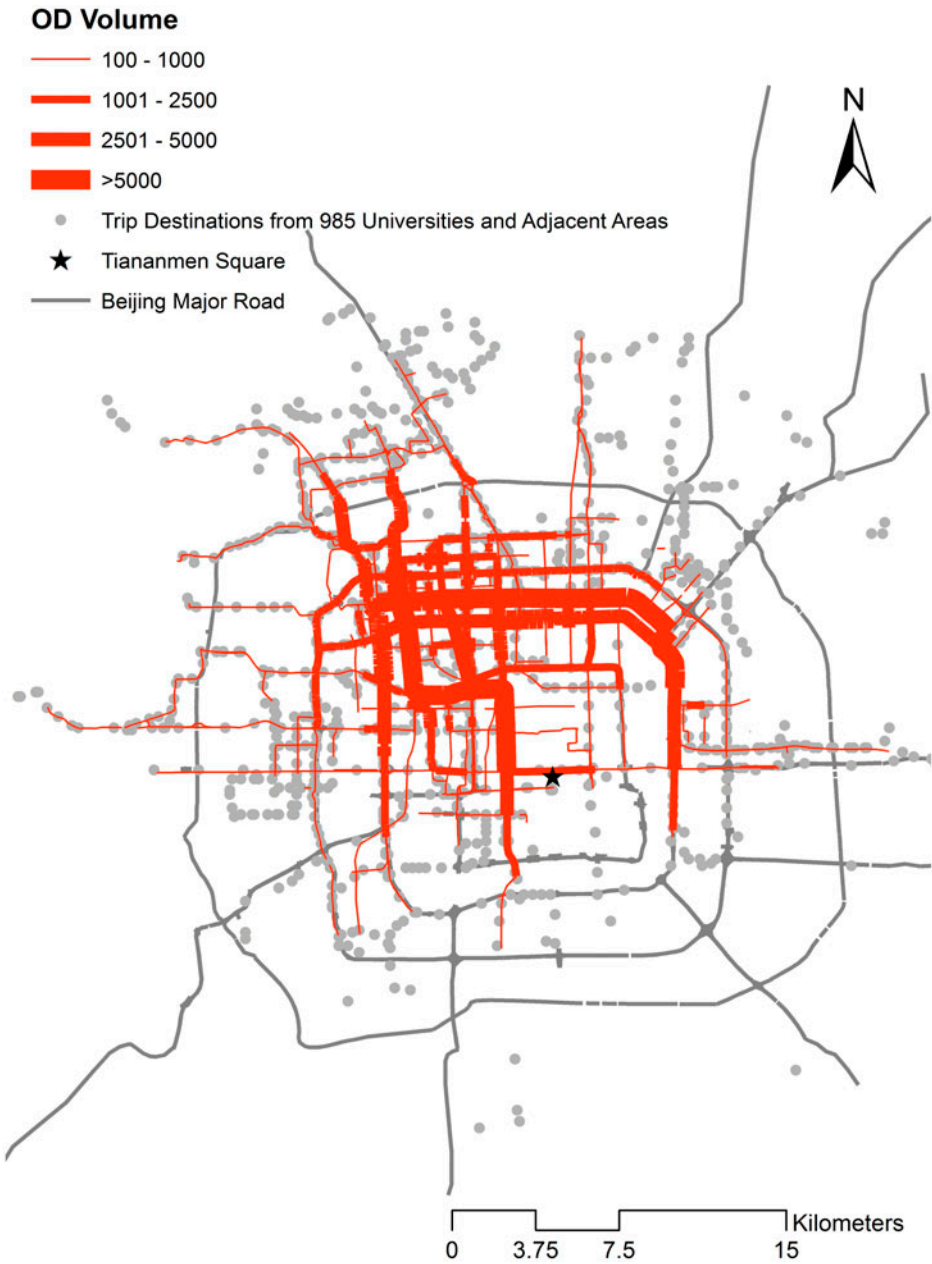 OD Volume
100 - 1000
1001 - 2500
2501 - 5000
>5000
Trip Destinations from 985 Universities and Adjacent Areas
Tiananmen Square
Beijing Major Road
N
Kilometers
0 3.75 7.5 15